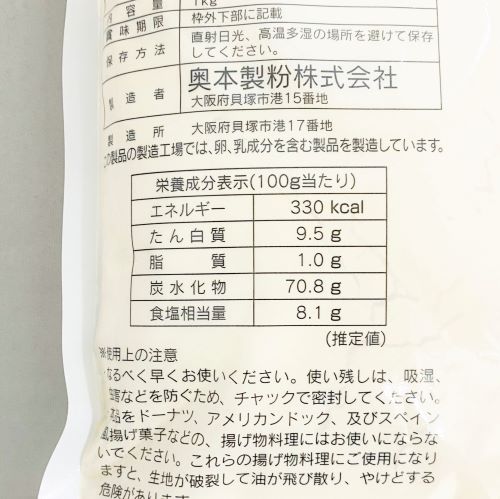 内容量 1kg
賞味期限 枠外下部に記載
保存方法 直射日光、高温多湿の場所を避けて保存
してください。
製造者 奥本製粉株式会社
大阪府貝塚市港15番地
製造所 大阪府貝塚市港17番地
この製品の製造工場では、卵、乳成分を含む製品を製造しています。
栄養成分表示(100g当たり)
エネルギー 330 kcal
たん白質 9.5 g
脂質 1.0 g
炭水化物 70.8 g
食塩相当量 8.1 g
(推定値)
※使用上の注意
なるべく早くお使いください。使い残しは、吸湿、
虫害などを防ぐため、チャックで密封してください。
をドーナツ、アメリカンドック、及びスペイン
風揚げ菓子などの、揚げ物料理にはお使いにならな
いでください。これらの揚げ物料理にご使用になり
ますと、生地が破裂して油が飛び散り、やけどする
危険があります。